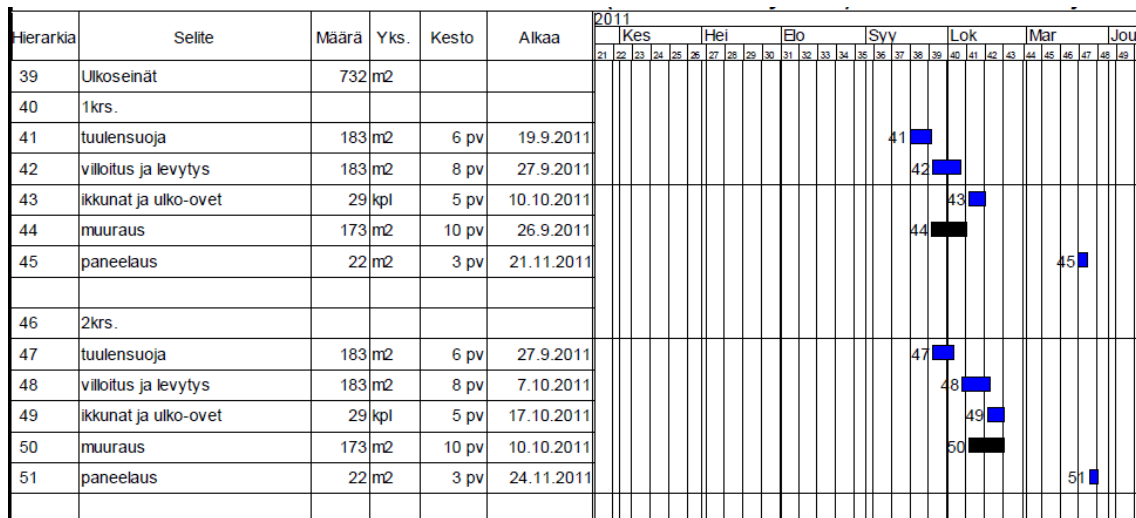 2011
Hierarkia Selite Määrä Yks. Kesto Alkaa Kes Hei Elo Syy Lok Mar Jou
21 22 23 24 25 26 27 28 29 30 31 32 33 34 35 36 37 38 39 40 41 42 43 44 45 46 47 48 49
39 Ulkoseinät 732 m2
40 1krs.
41 tuulensuoja 183 m2 6 pv 19.9.2011 41
42 villoitus ja levytys 183 m2 8 pv 27.9.2011 42
43 ikkunat ja ulko-ovet 29 kpl 5 pv 10.10.2011 43
44 muuraus 173 m2 10 pv 26.9.2011 44
45 paneelaus 22 m2 3 pv 21.11.2011 45
46 2krs.
47 tuulensuoja 183 m2 6 pv 27.9.2011 47
48 villoitus ja levytys 183 m2 8 pv 7.10.2011 48
49 ikkunat ja ulko-ovet 29 kpl 5 pv 17.10.2011 49
50 muuraus 173 m2 10 pv 10.10.2011 50
51 paneelaus 22 m2 3 pv 24.11.2011 51